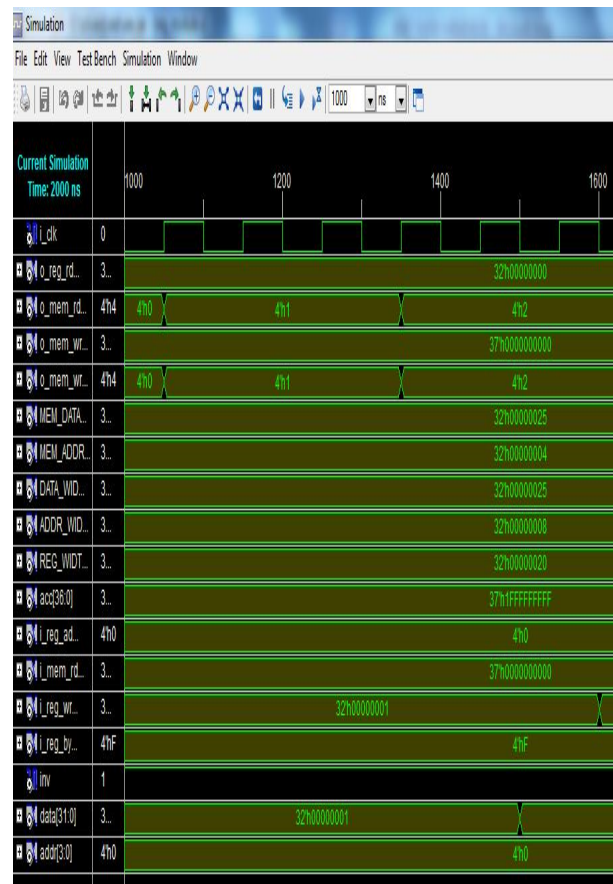 Simulation
File Edit View Test Bench Simulation Window
1000 ns
Current Simulation
Time: 2000 ns
1000 1200 1400 1600
i_clk 0
o_reg_rd... 3... 32'h00000000
o_mem_rd... 4'h4 4'h0 4'h1 4'h2
o_mem_wr... 3... 37'h0000000000
o_mem_wr... 4'h4 4'h0 4'h1 4'h2
MEM_DATA... 3... 32'h00000025
MEM_ADDR... 3... 32'h00000004
DATA_WID... 3... 32'h00000025
ADDR_WID... 3... 32'h00000008
REG_WIDT... 3... 32'h00000020
acc[36:0] 3... 37'h1FFFFFFFFF
i_reg_ad... 4'h0 4'h0
i_mem_rd... 3... 37'h0000000000
i_reg_wr... 3... 32'h00000001
i_reg_by... 4'hF 4'hF
inv 1
data[31:0] 3... 32'h00000001
addr[3:0] 4'h0 4'h0